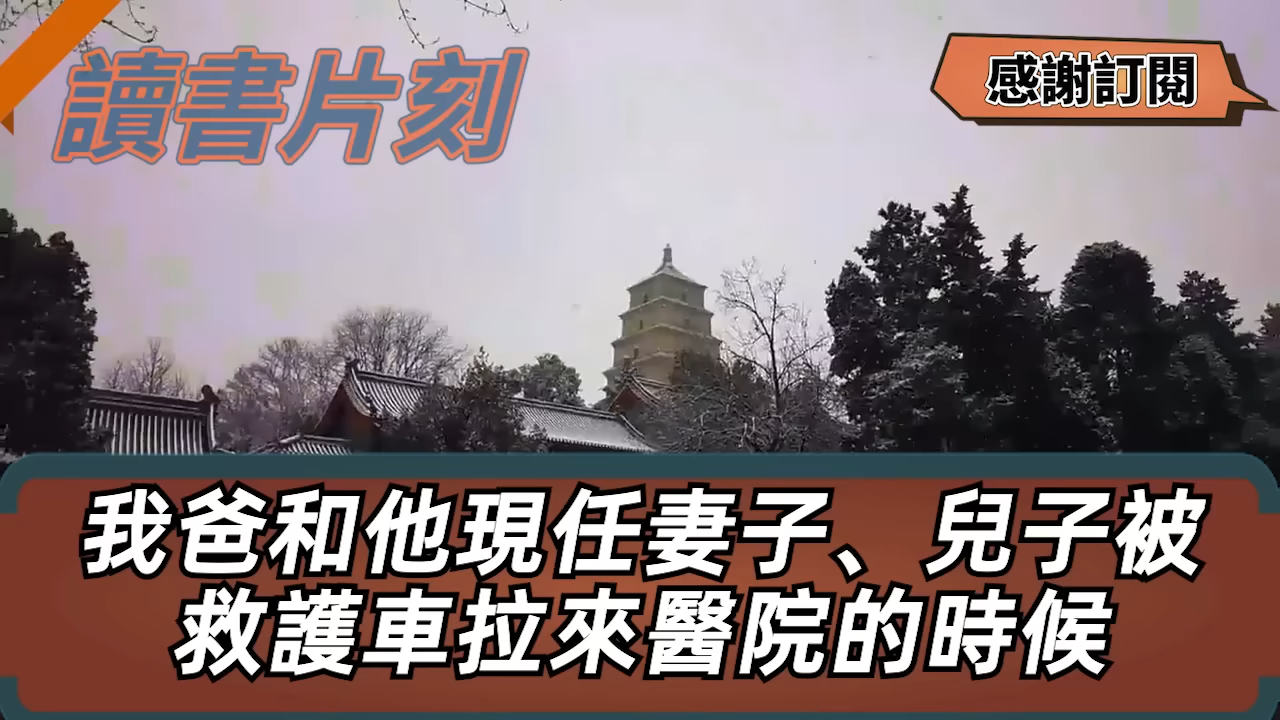 讀書片刻
感謝訂閱
我爸和他現任妻子、兒子被
救護車拉來醫院的時候